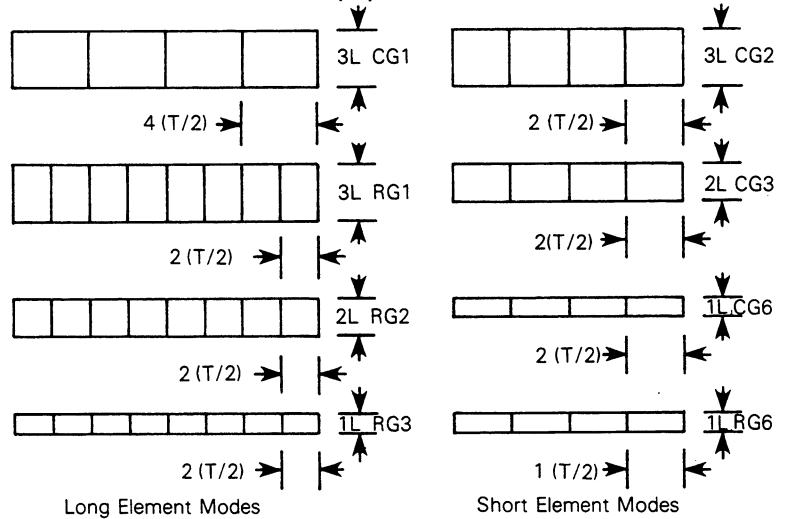 3L CG1
4 (T/2)
3L RG1
2 (T/2)
2L RG2
2 (T/2)
1L RG3
2 (T/2)
Long Element Modes
3L CG2
2 (T/2)
2L CG3
2(T/2)
1L CG6
2 (T/2)
1L RG6
1 (T/2)
Short Element Modes